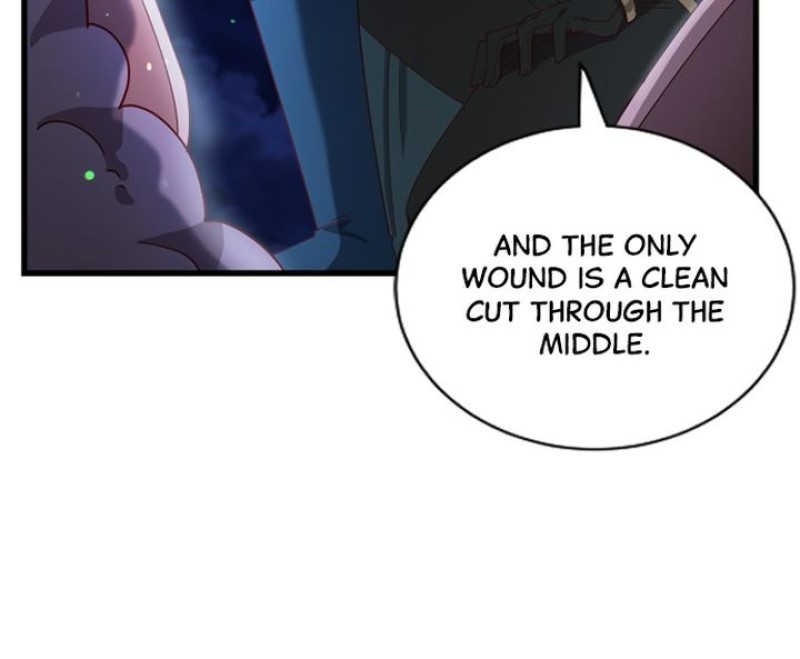 AND THE ONLY
WOUND IS A CLEAN
CUT THROUGH THE
MIDDLE.